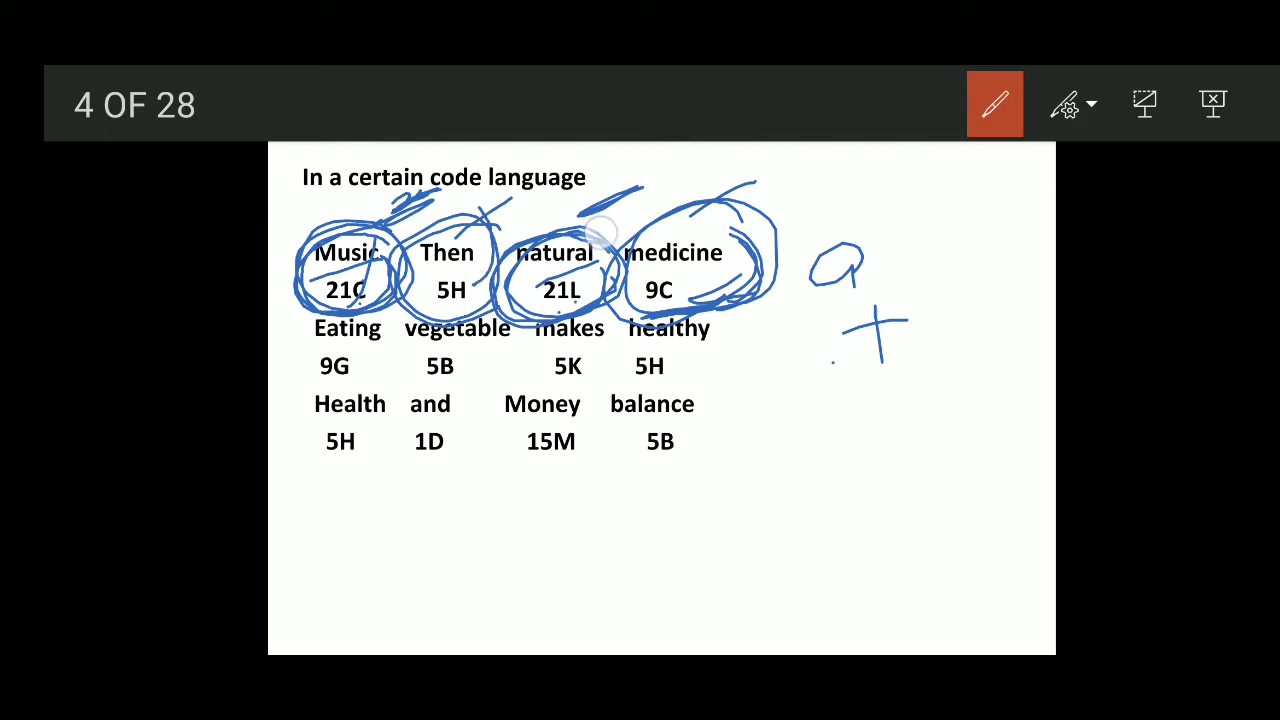 4 OF 28
In a certain code language
Music Then natural medicine
21C 5H 21L 9C
Eating vegetable makes healthy
9G 5B 5K 5H
Health and Money balance
5H 1D 15M 5B